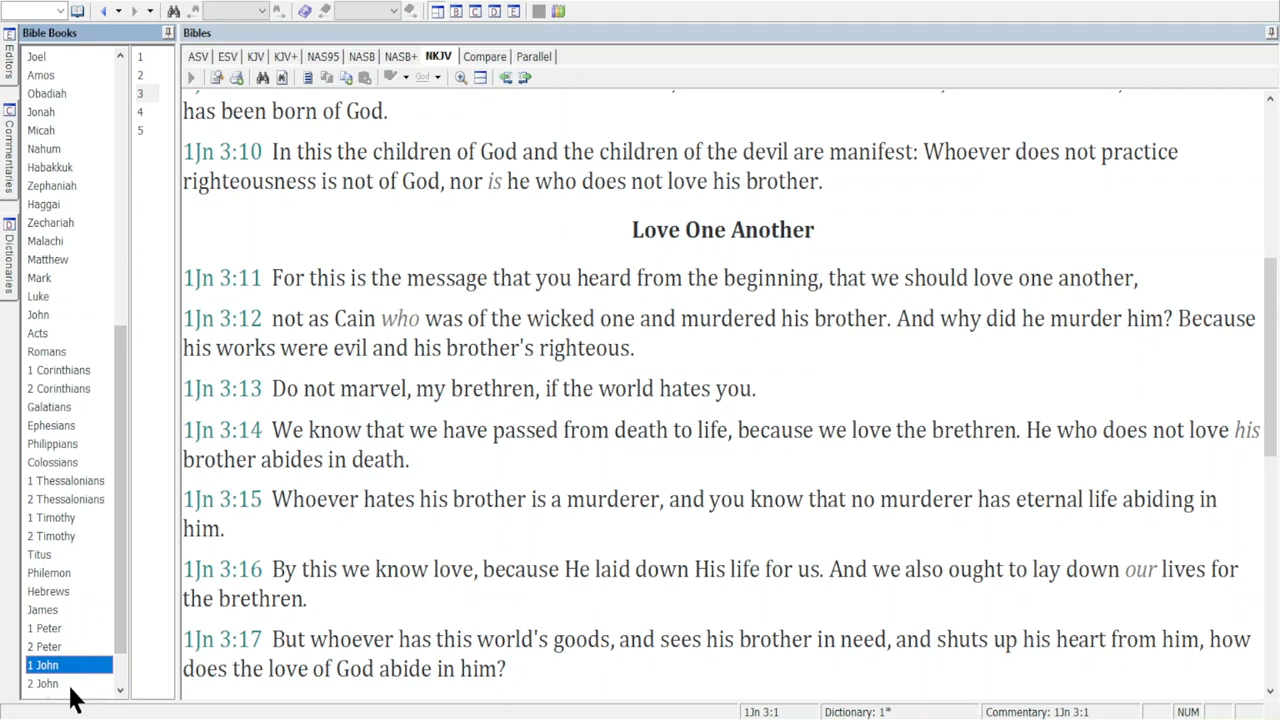 Bible Books
Bibles
Editors
Commentaries
Dictionaries
Joel
Amos
Obadiah
Jonah
Micah
Nahum
Habakkuk
Zephaniah
Haggai
Zechariah
Malachi
Matthew
Mark
Luke
John
Acts
Romans
1 Corinthians
2 Corinthians
Galatians
Ephesians
Philippians
Colossians
1 Thessalonians
2 Thessalonians
1 Timothy
2 Timothy
Titus
Philemon
Hebrews
James
1 Peter
2 Peter
1 John
2 John
1
2
3
4
5
ASV ESV KJV KJV+ NAS95 NASB NASB+ NKJV Compare Parallel
has been born of God.
1Jn 3:10 In this the children of God and the children of the devil are manifest: Whoever does not practice
righteousness is not of God, nor is he who does not love his brother.
Love One Another
1Jn 3:11 For this is the message that you heard from the beginning, that we should love one another,
1Jn 3:12 not as Cain who was of the wicked one and murdered his brother. And why did he murder him? Because
his works were evil and his brother's righteous.
1Jn 3:13 Do not marvel, my brethren, if the world hates you.
1Jn 3:14 We know that we have passed from death to life, because we love the brethren. He who does not love his
brother abides in death.
1Jn 3:15 Whoever hates his brother is a murderer, and you know that no murderer has eternal life abiding in
him.
1Jn 3:16 By this we know love, because He laid down His life for us. And we also ought to lay down our lives for
the brethren.
1Jn 3:17 But whoever has this world's goods, and sees his brother in need, and shuts up his heart from him, how
does the love of God abide in him?
1Jn 3:1 Dictionary: 1* Commentary: 1Jn 3:1 NUM